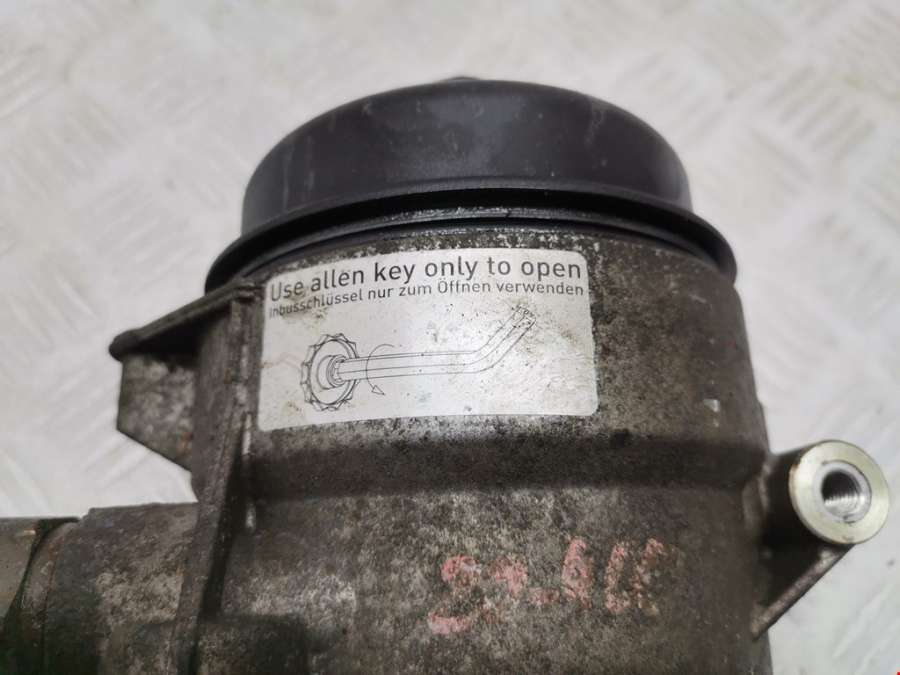 Use allen key only to open
Inbusschlüssel nur zum Öffnen verwenden